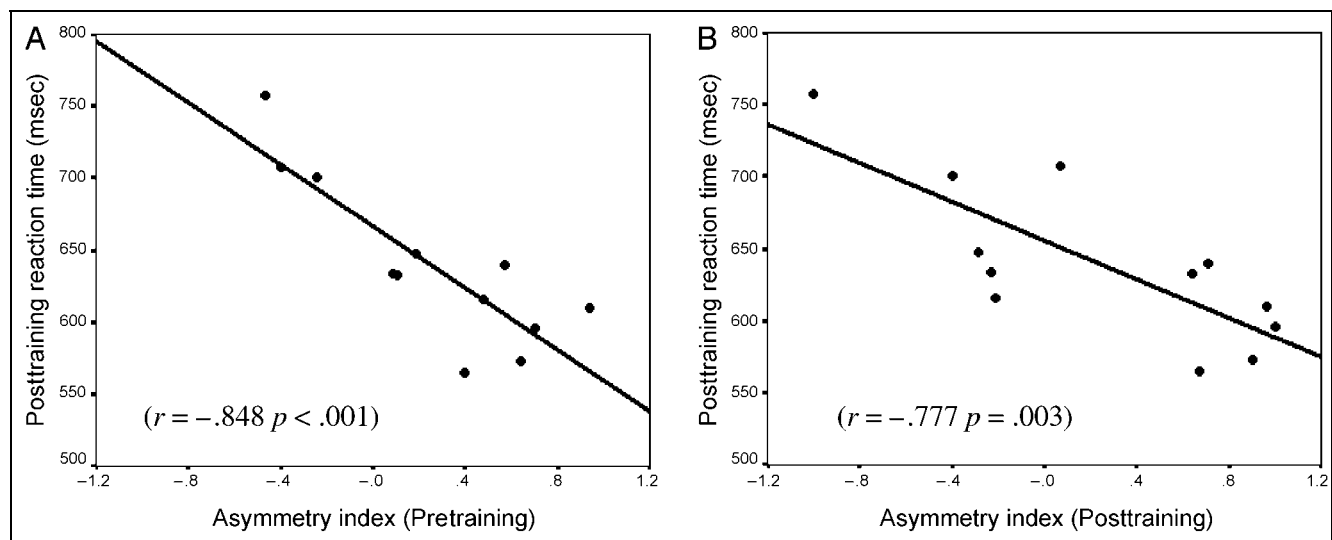 A
Posttraining reaction time (msec)
800
750
700
650
600
550
500
(r = –.848 p < .001)
–1.2 –.8 –.4 –.0 .4 .8 1.2
Asymmetry index (Pretraining)
B
Posttraining reaction time (msec)
800
750
700
650
600
550
500
(r = –.777 p = .003)
–1.2 –.8 –.4 –.0 .4 .8 1.2
Asymmetry index (Posttraining)